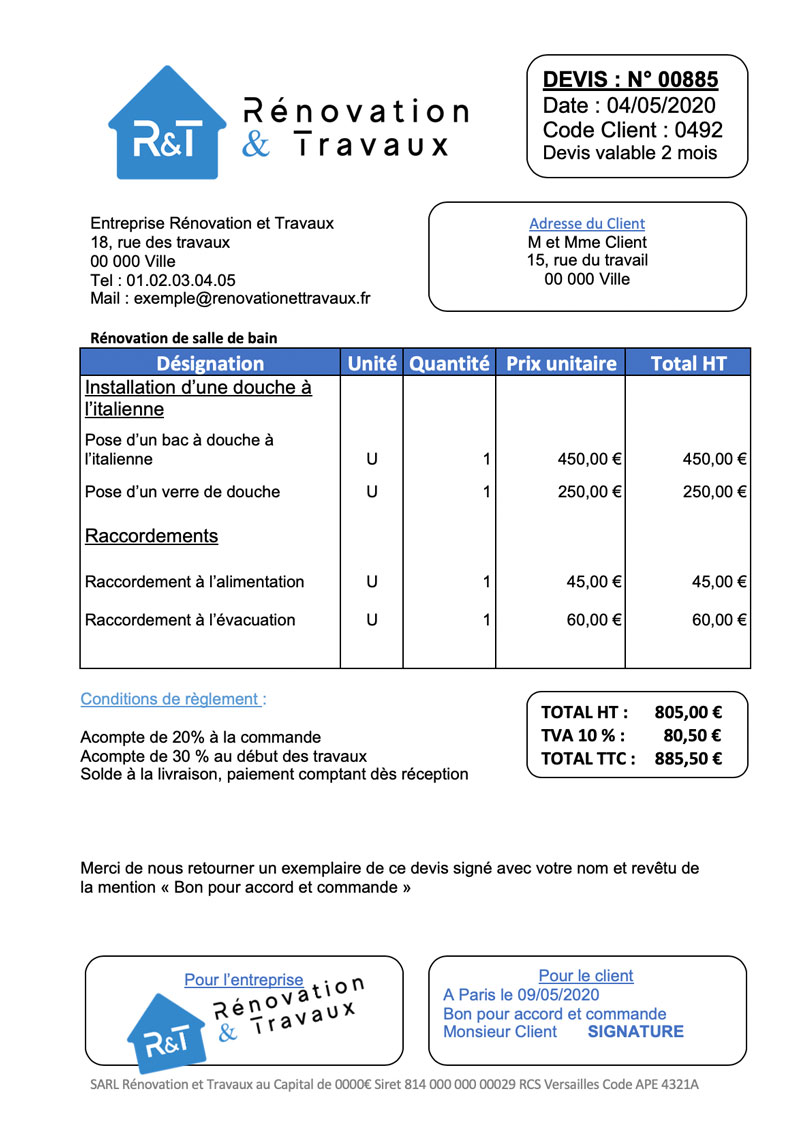 R&T
Rénovation
& Travaux
DEVIS : N° 00885
Date : 04/05/2020
Code Client : 0492
Devis valable 2 mois
Entreprise Rénovation et Travaux
18, rue des travaux
00 000 Ville
Tel : 01.02.03.04.05
Mail : exemple@renovationettravaux.fr
Adresse du Client
M et Mme Client
15, rue du travail
00 000 Ville
Rénovation de salle de bain
Désignation Unité Quantité Prix unitaire Total HT
Installation d’une douche à
l’italienne
Pose d’un bac à douche à
l’italienne U 1 450,00 € 450,00 €
Pose d’un verre de douche U 1 250,00 € 250,00 €
Raccordements
Raccordement à l’alimentation U 1 45,00 € 45,00 €
Raccordement à l’évacuation U 1 60,00 € 60,00 €
Conditions de règlement :
Acompte de 20% à la commande
Acompte de 30 % au début des travaux
Solde à la livraison, paiement comptant dès réception
TOTAL HT : 805,00 €
TVA 10 % : 80,50 €
TOTAL TTC : 885,50 €
Merci de nous retourner un exemplaire de ce devis signé avec votre nom et revêtu de
la mention « Bon pour accord et commande »
Pour l’entreprise
R&T
Rénovation
& Travaux
Pour le client
A Paris le 09/05/2020
Bon pour accord et commande
Monsieur Client SIGNATURE
SARL Rénovation et Travaux au Capital de 0000€ Siret 814 000 000 00029 RCS Versailles Code APE 4321A